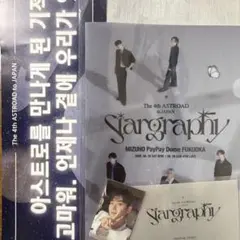 The 4th ASTROAD to JAPAN
아스트로를 만나게 된 기적
고마워. 언제나 곁에 우리가
The 4th ASTROAD
to JAPAN
Stargraphy
MIZUHO PayPay Dome FUKUOKA
Stargraphy